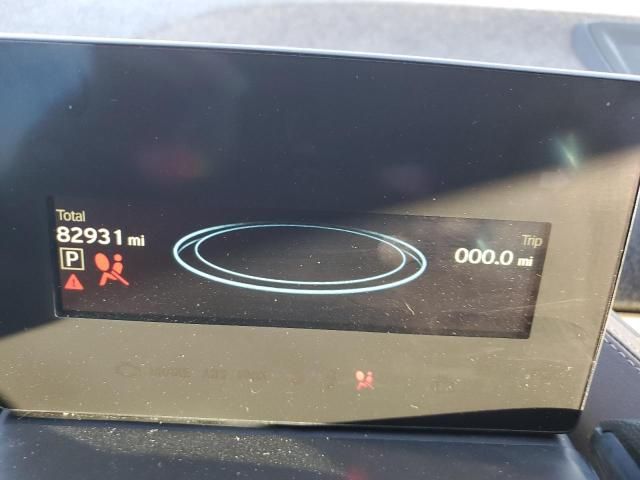 Total
82931 mi
P
Trip
000.0 mi